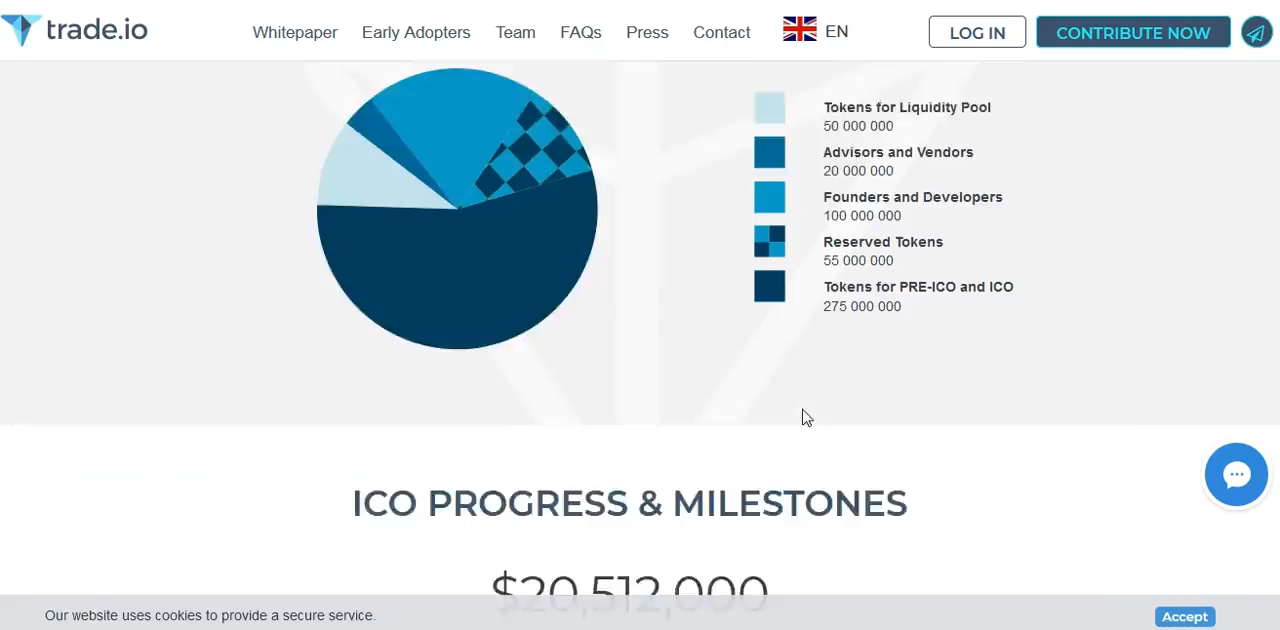 trade.io
Whitepaper
Early Adopters
Team
FAQs
Press
Contact
EN
LOG IN
CONTRIBUTE NOW
Tokens for Liquidity Pool
50 000 000
Advisors and Vendors
20 000 000
Founders and Developers
100 000 000
Reserved Tokens
55 000 000
Tokens for PRE-ICO and ICO
275 000 000
ICO PROGRESS & MILESTONES
$20,512,000
Our website uses cookies to provide a secure service.
Accept